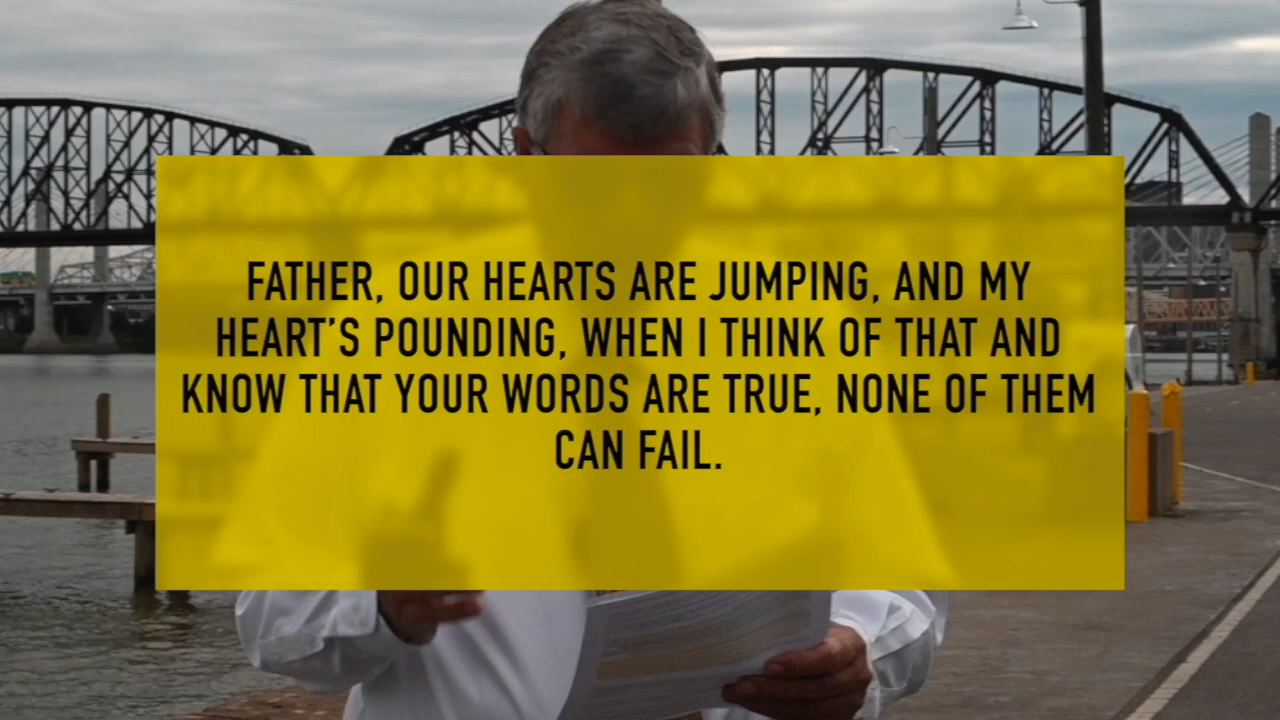 FATHER, OUR HEARTS ARE JUMPING, AND MY
HEART'S POUNDING, WHEN I THINK OF THAT AND
KNOW THAT YOUR WORDS ARE TRUE, NONE OF THEM
CAN FAIL.